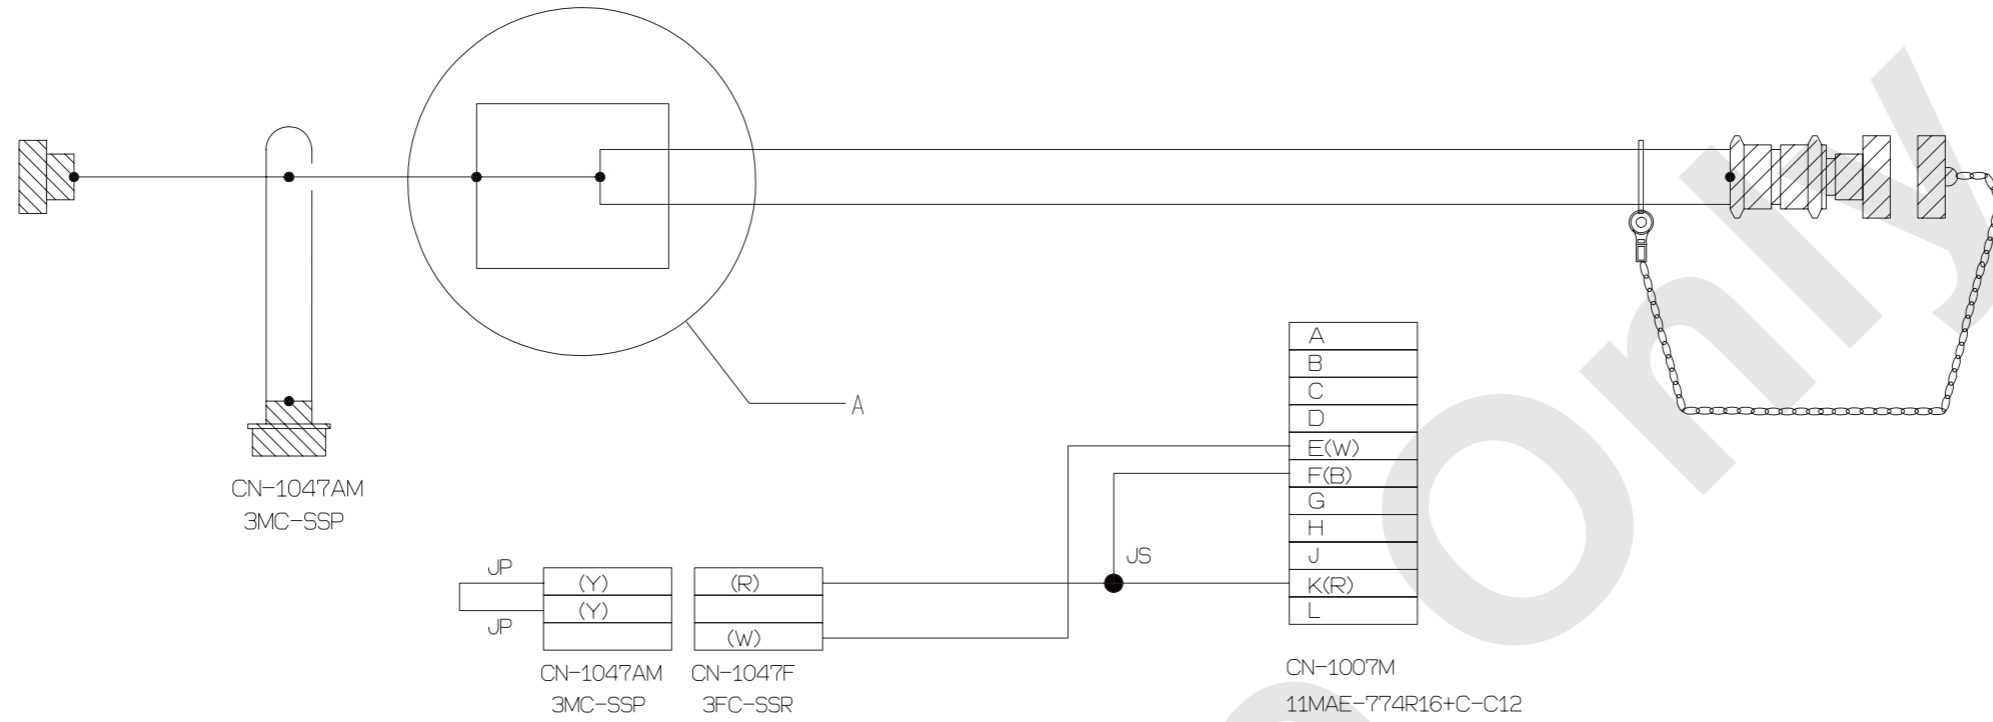 A
CN-1047AM
3MC-SSP
A
B
C
D
E(W)
F(B)
G
H
J
K(R)
L
JS
JP
(Y)
(R)
(Y)
JP
(W)
CN-1047AM
3MC-SSP
CN-1047F
3FC-SSR
CN-1007M
11MAE-774R16+C-C12
Only